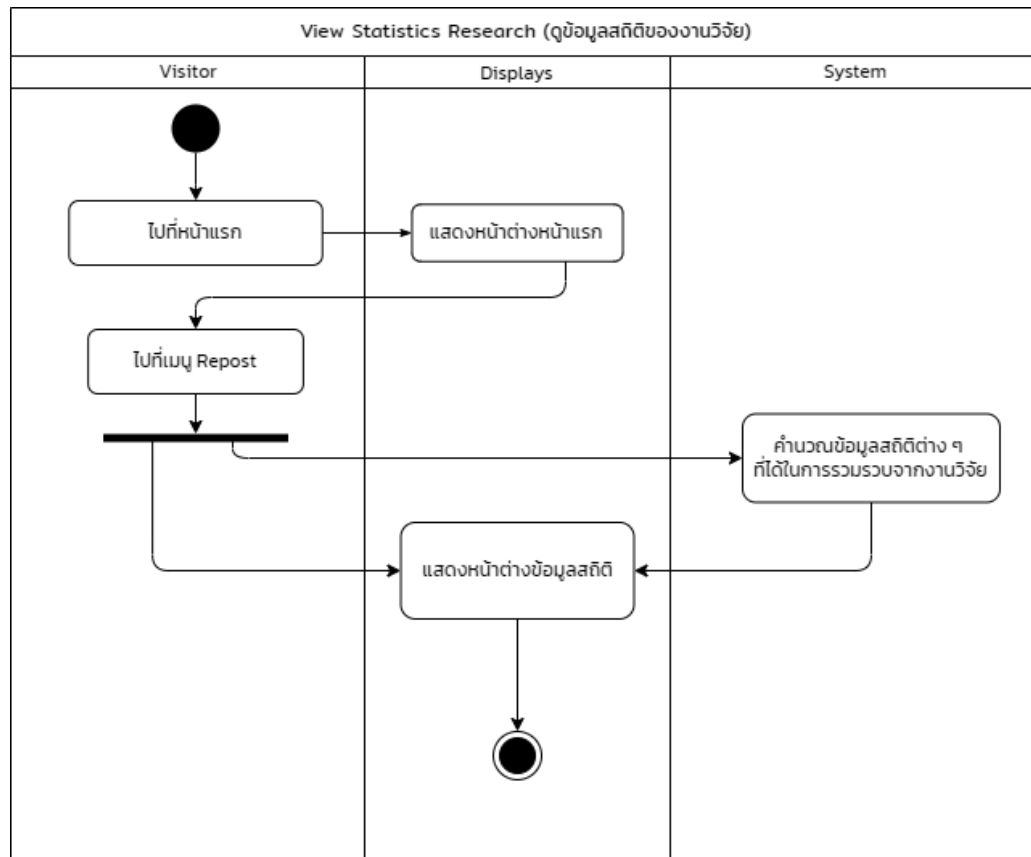 View Statistics Research (ดูข้อมูลสถิติของงานวิจัย)
Visitor
Displays
System
ไปที่หน้าแรก
แสดงหน้าต่างหน้าแรก
ไปที่เมนู Repost
คำนวณข้อมูลสถิติต่าง ๆ
ที่ได้ในการรวมรวบจากงานวิจัย
แสดงหน้าต่างข้อมูลสถิติ